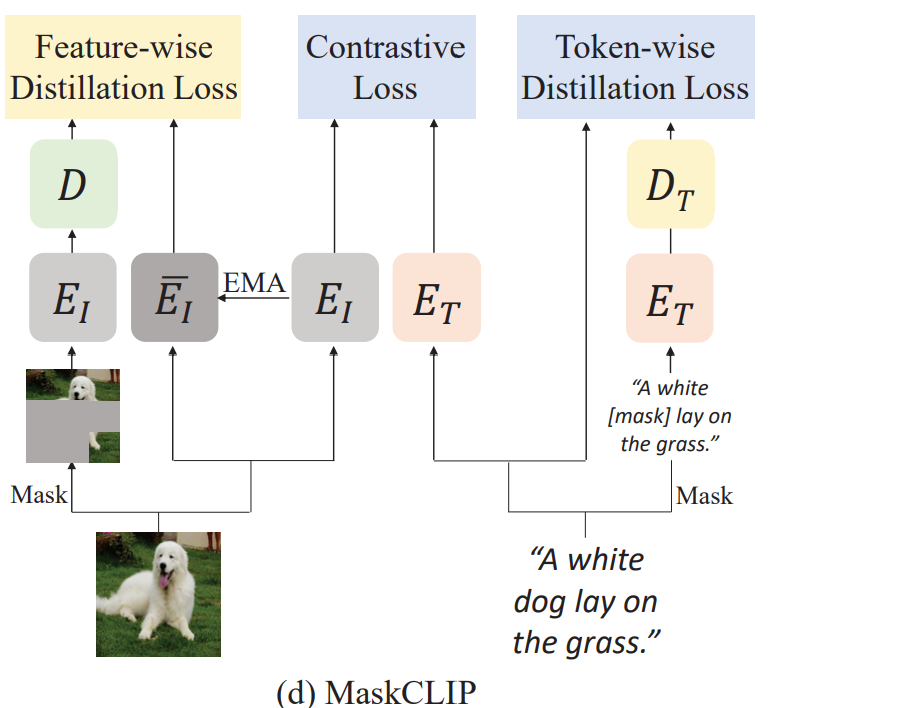 Feature-wise
Distillation Loss
Contrastive
Loss
Token-wise
Distillation Loss
D
D_T
E_I
E̅_I
EMA
E_I
E_T
E_T
“A white
[mask] lay on
the grass.”
Mask
Mask
“A white
dog lay on
the grass.”
(d) MaskCLIP